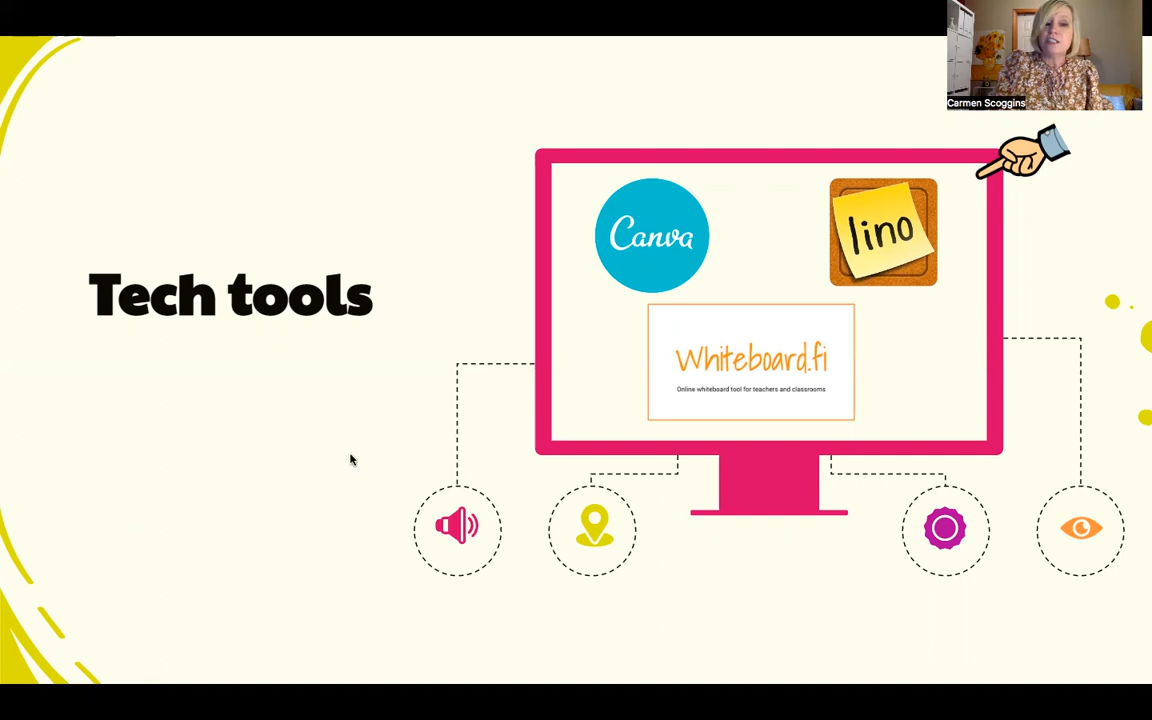 Carmen Scoggins
Canva
lino
Tech tools
Whiteboard.fi
Online whiteboard tool for teachers and classrooms